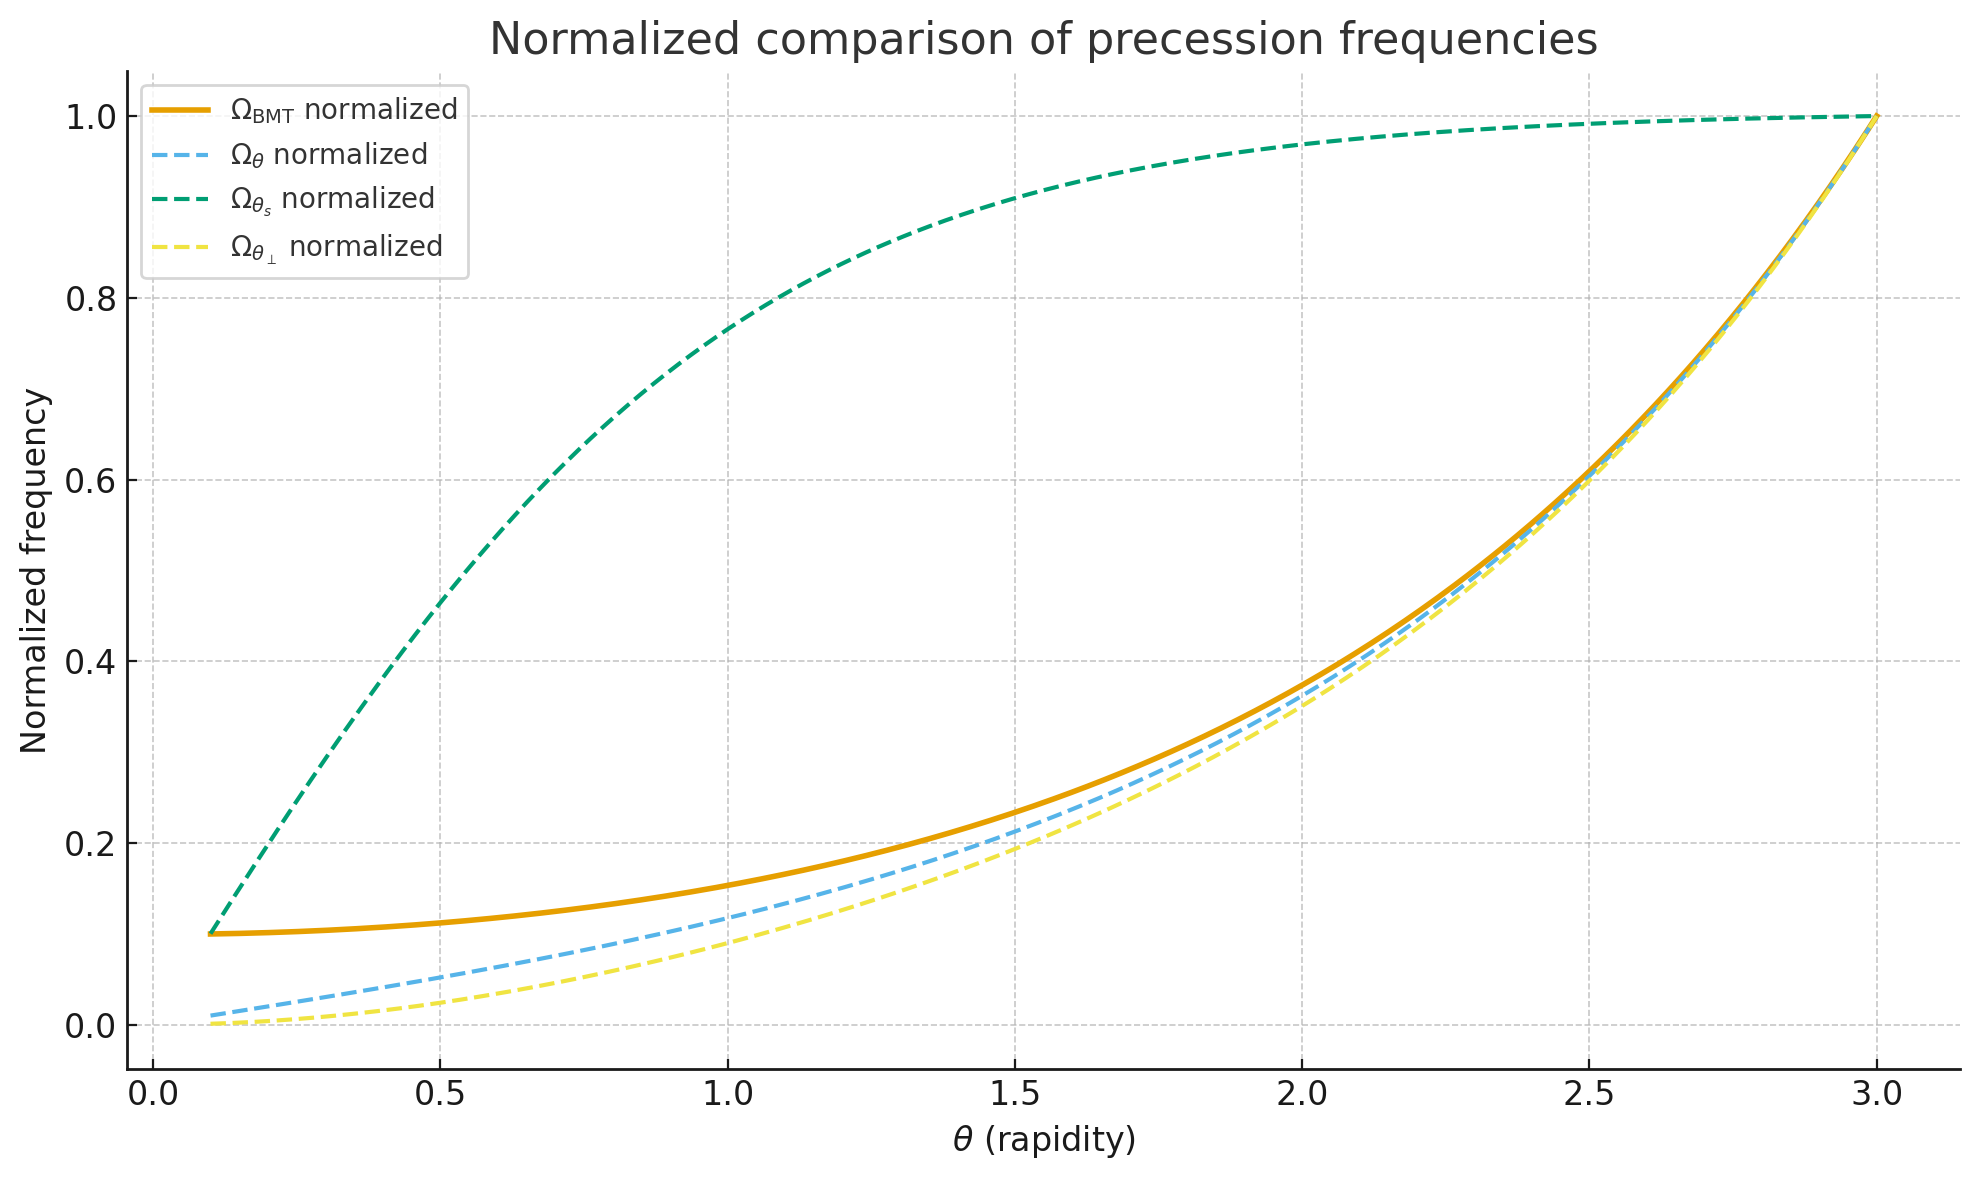 Normalized comparison of precession frequencies
Ω_BMT normalized
Ω_θ normalized
Ω_θ_s normalized
Ω_θ_⊥ normalized
Normalized frequency
1.0
0.8
0.6
0.4
0.2
0.0
0.0 0.5 1.0 1.5 2.0 2.5 3.0
θ (rapidity)